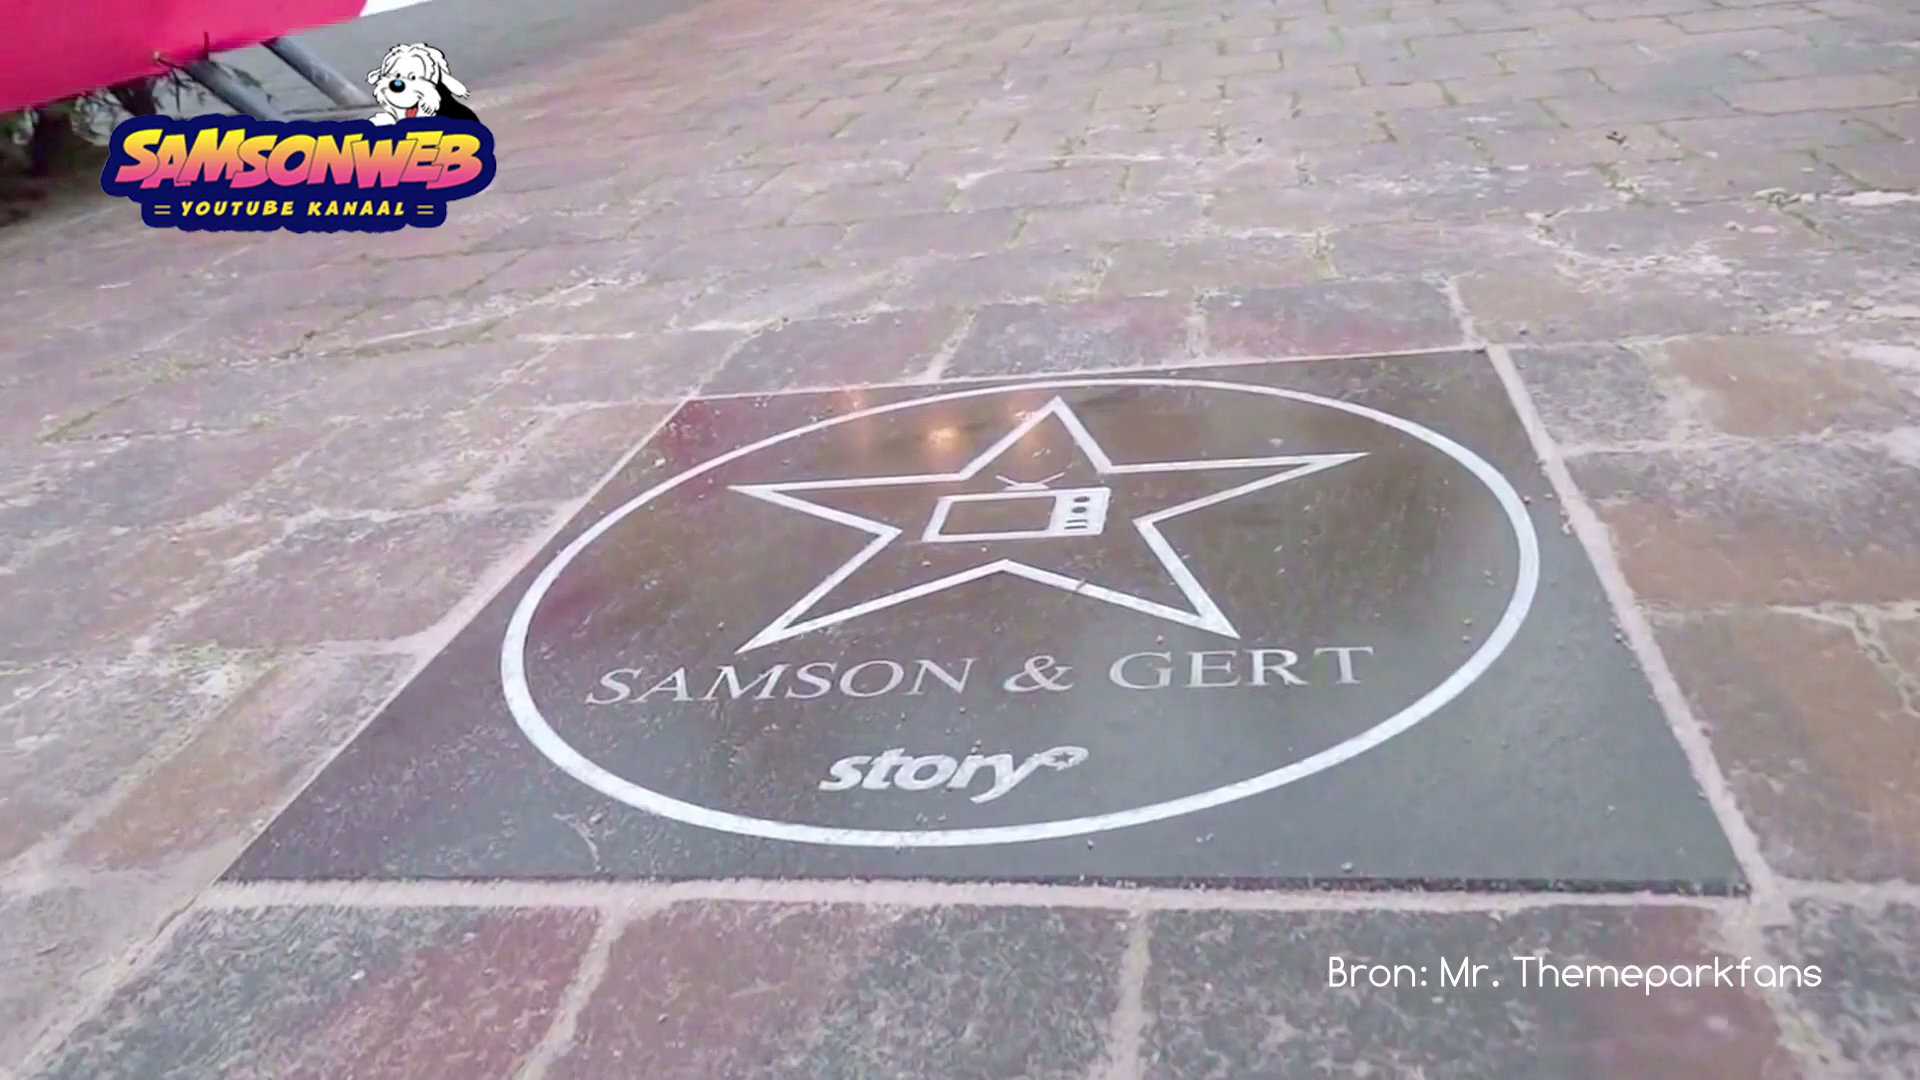 SAMSONWEB
= YOUTUBE KANAAL =
SAMSON & GERT
story
Bron: Mr. Themeparkfans